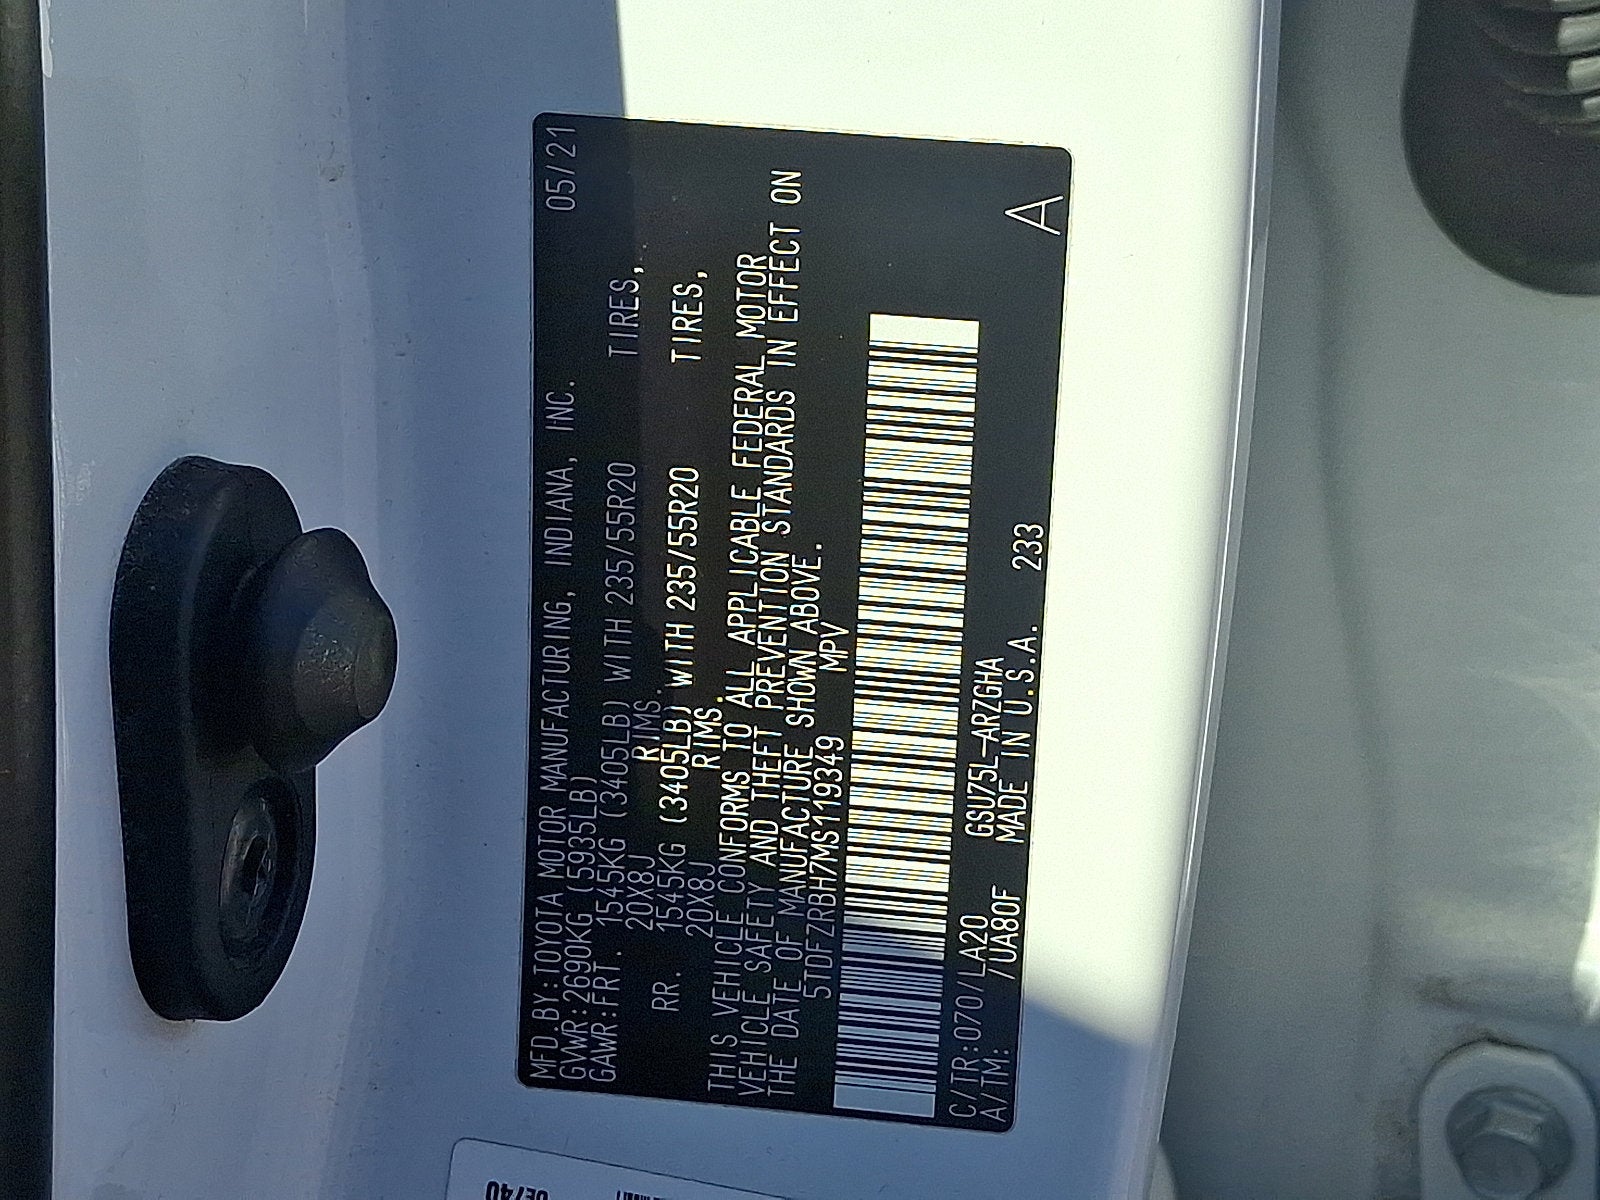 MFD.BY:TOYOTA MOTOR MANUFACTURING, INDIANA, INC. 05/21
GVWR:2690KG (5935LB)
GAWR:FRT. 1545KG (3405LB) WITH 235/55R20 TIRES,
20X8J RIMS.
RR. 1545KG (3405LB) WITH 235/55R20 TIRES,
20X8J RIMS.
THIS VEHICLE CONFORMS TO ALL APPLICABLE FEDERAL MOTOR
VEHICLE SAFETY AND THEFT PREVENTION STANDARDS IN EFFECT ON
THE DATE OF MANUFACTURE SHOWN ABOVE.
5TDFZRBH7MS119349 MPV
C/TR:070/LA20 GSU75L-ARZGHA
A/TM: /UA80F MADE IN U.S.A. 233
A